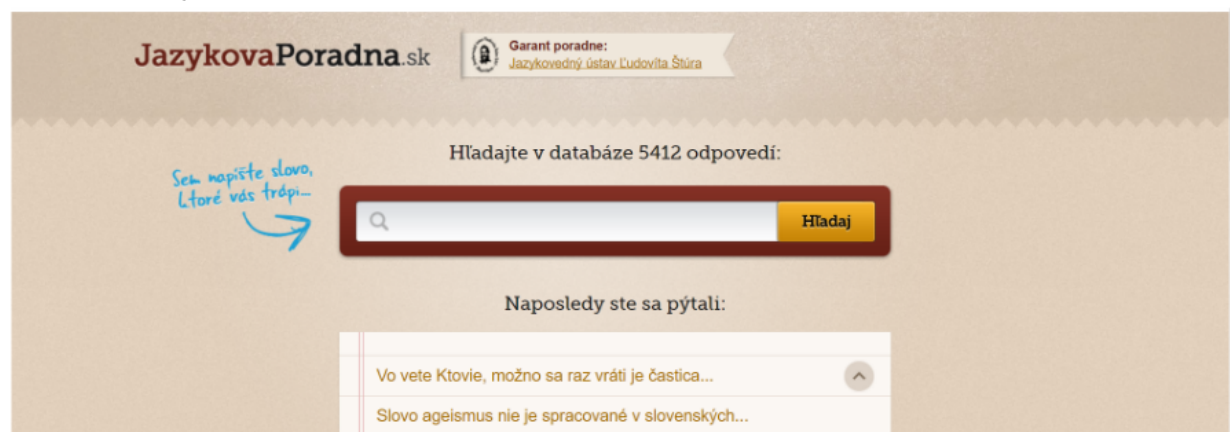 JazykovaPoradna.sk
Garant poradne:
Jazykovedný ústav Ľudovíta Štúra
Hľadajte v databáze 5412 odpovedí:
Sem napíšte slovo,
ktoré vás trápi...
Hľadaj
Naposledy ste sa pýtali:
Vo vete Ktovie, možno sa raz vráti je častica...
Slovo ageismus nie je spracované v slovenských...